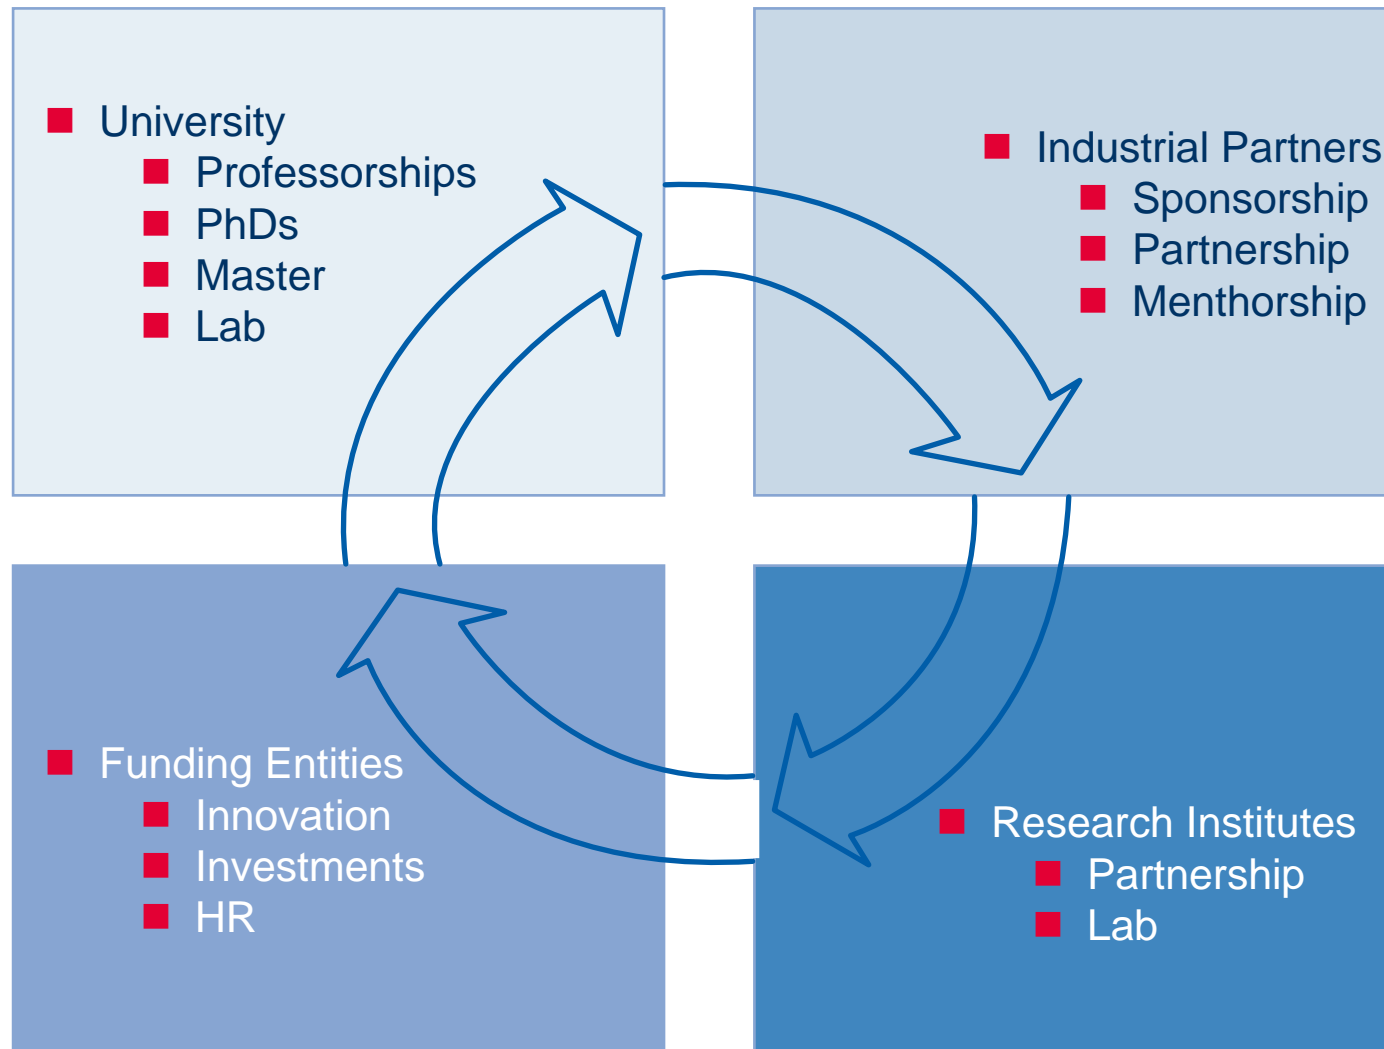 University
Professorships
PhDs
Master
Lab
Industrial Partners
Sponsorship
Partnership
Menthorship
Funding Entities
Innovation
Investments
HR
Research Institutes
Partnership
Lab